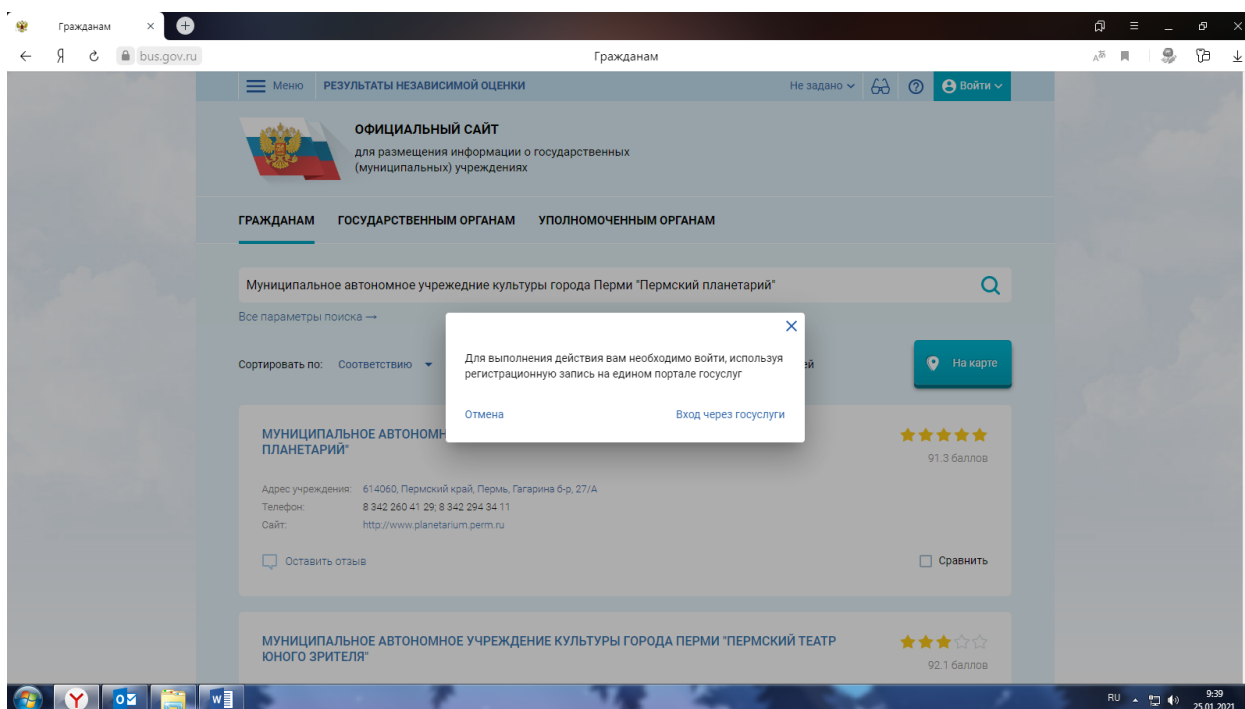 Гражданам
bus.gov.ru
Гражданам
Меню РЕЗУЛЬТАТЫ НЕЗАВИСИМОЙ ОЦЕНКИ Не задано Войти
ОФИЦИАЛЬНЫЙ САЙТ
для размещения информации о государственных
(муниципальных) учреждениях
ГРАЖДАНАМ ГОСУДАРСТВЕННЫМ ОРГАНАМ УПОЛНОМОЧЕННЫМ ОРГАНАМ
Муниципальное автономное учрежедние культуры города Перми "Пермский планетарий"
Все параметры поиска →
Сортировать по: Соответствию ей На карте
Для выполнения действия вам необходимо войти, используя
регистрационную запись на едином портале госуслуг
Отмена Вход через госуслуги
МУНИЦИПАЛЬНОЕ АВТОНОМН
ПЛАНЕТАРИЙ"
91.3 баллов
Адрес учреждения: 614060, Пермский край, Пермь, Гагарина б-р, 27/А
Телефон: 8 342 260 41 29; 8 342 294 34 11
Сайт: http://www.planetarium.perm.ru
Оставить отзыв Сравнить
МУНИЦИПАЛЬНОЕ АВТОНОМНОЕ УЧРЕЖДЕНИЕ КУЛЬТУРЫ ГОРОДА ПЕРМИ "ПЕРМСКИЙ ТЕАТР
ЮНОГО ЗРИТЕЛЯ"
92.1 баллов
RU 9:39
25.01.2021